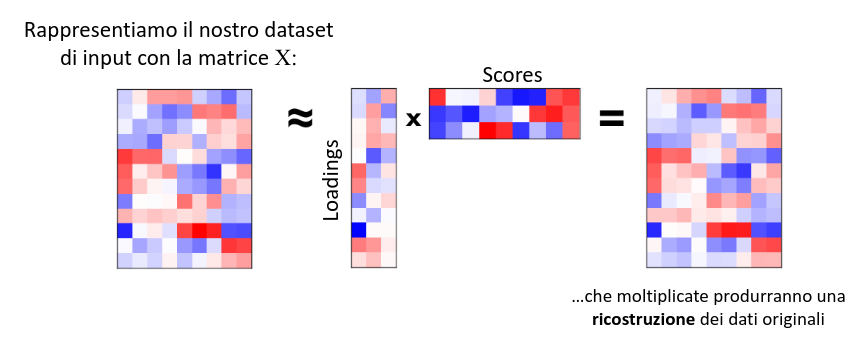 Rappresentiamo il nostro dataset
di input con la matrice X:
≈
Loadings
x
Scores
=
...che moltiplicate produrranno una
ricostruzione dei dati originali